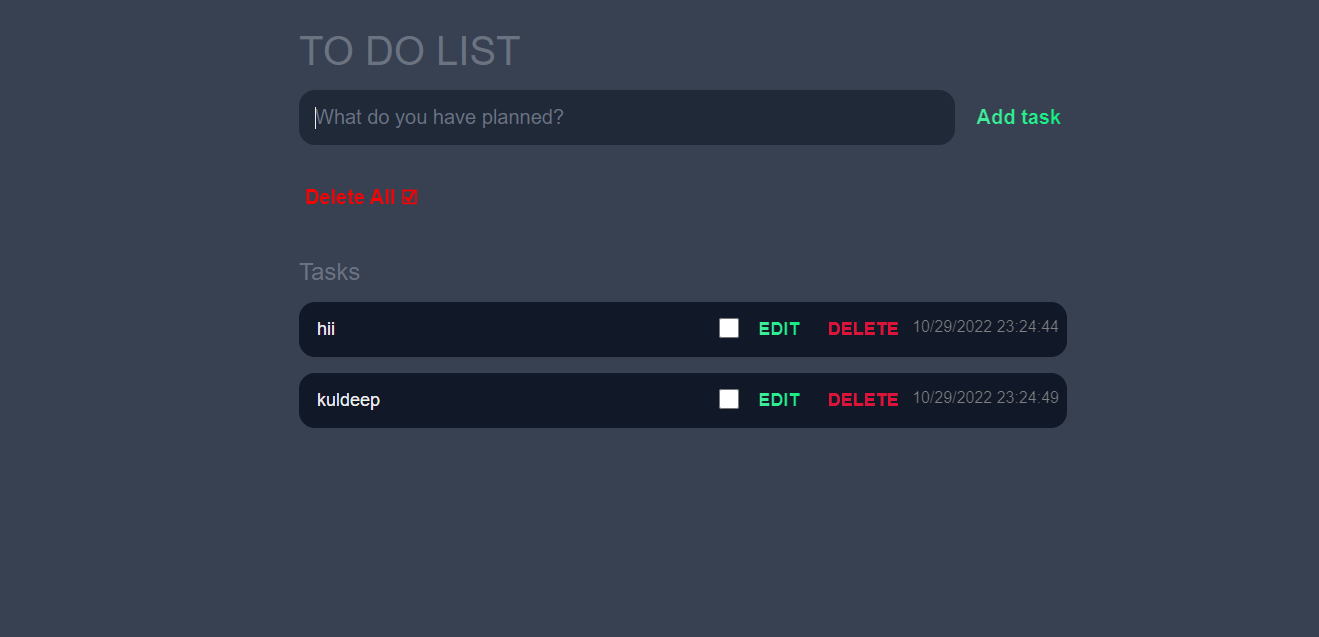 TO DO LIST
What do you have planned? Add task
Delete All ☑
Tasks
hii EDIT DELETE 10/29/2022 23:24:44
kuldeep EDIT DELETE 10/29/2022 23:24:49